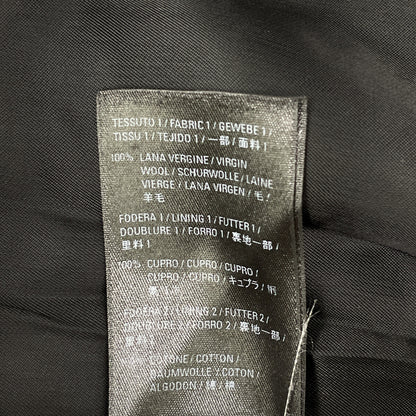 TESSUTO 1 / FABRIC 1 / GEWEBE 1 /
TISSU 1 / TEJIDO 1 / 一部 / 面料 1
100% LANA VERGINE / VIRGIN
WOOL / SCHURWOLLE / LAINE
VIERGE / LANA VIRGEN / 毛 /
羊毛
FODERA 1 / LINING 1 / FUTTER 1 /
DOUBLURE 1 / FORRO 1 / 裏地一部 /
里料 1
100% CUPRO / CUPRO / CUPRO /
CUPRO / CUPRO / キュプラ / 铜
FODERA 2 / LINING 2 / FUTTER 2 /
DOUBLURE 2 / FORRO 2 / 裏地一部 /
里料 2
COTONE / COTTON /
BAUMWOLLE / COTON /
ALGODON / 綿 / 棉